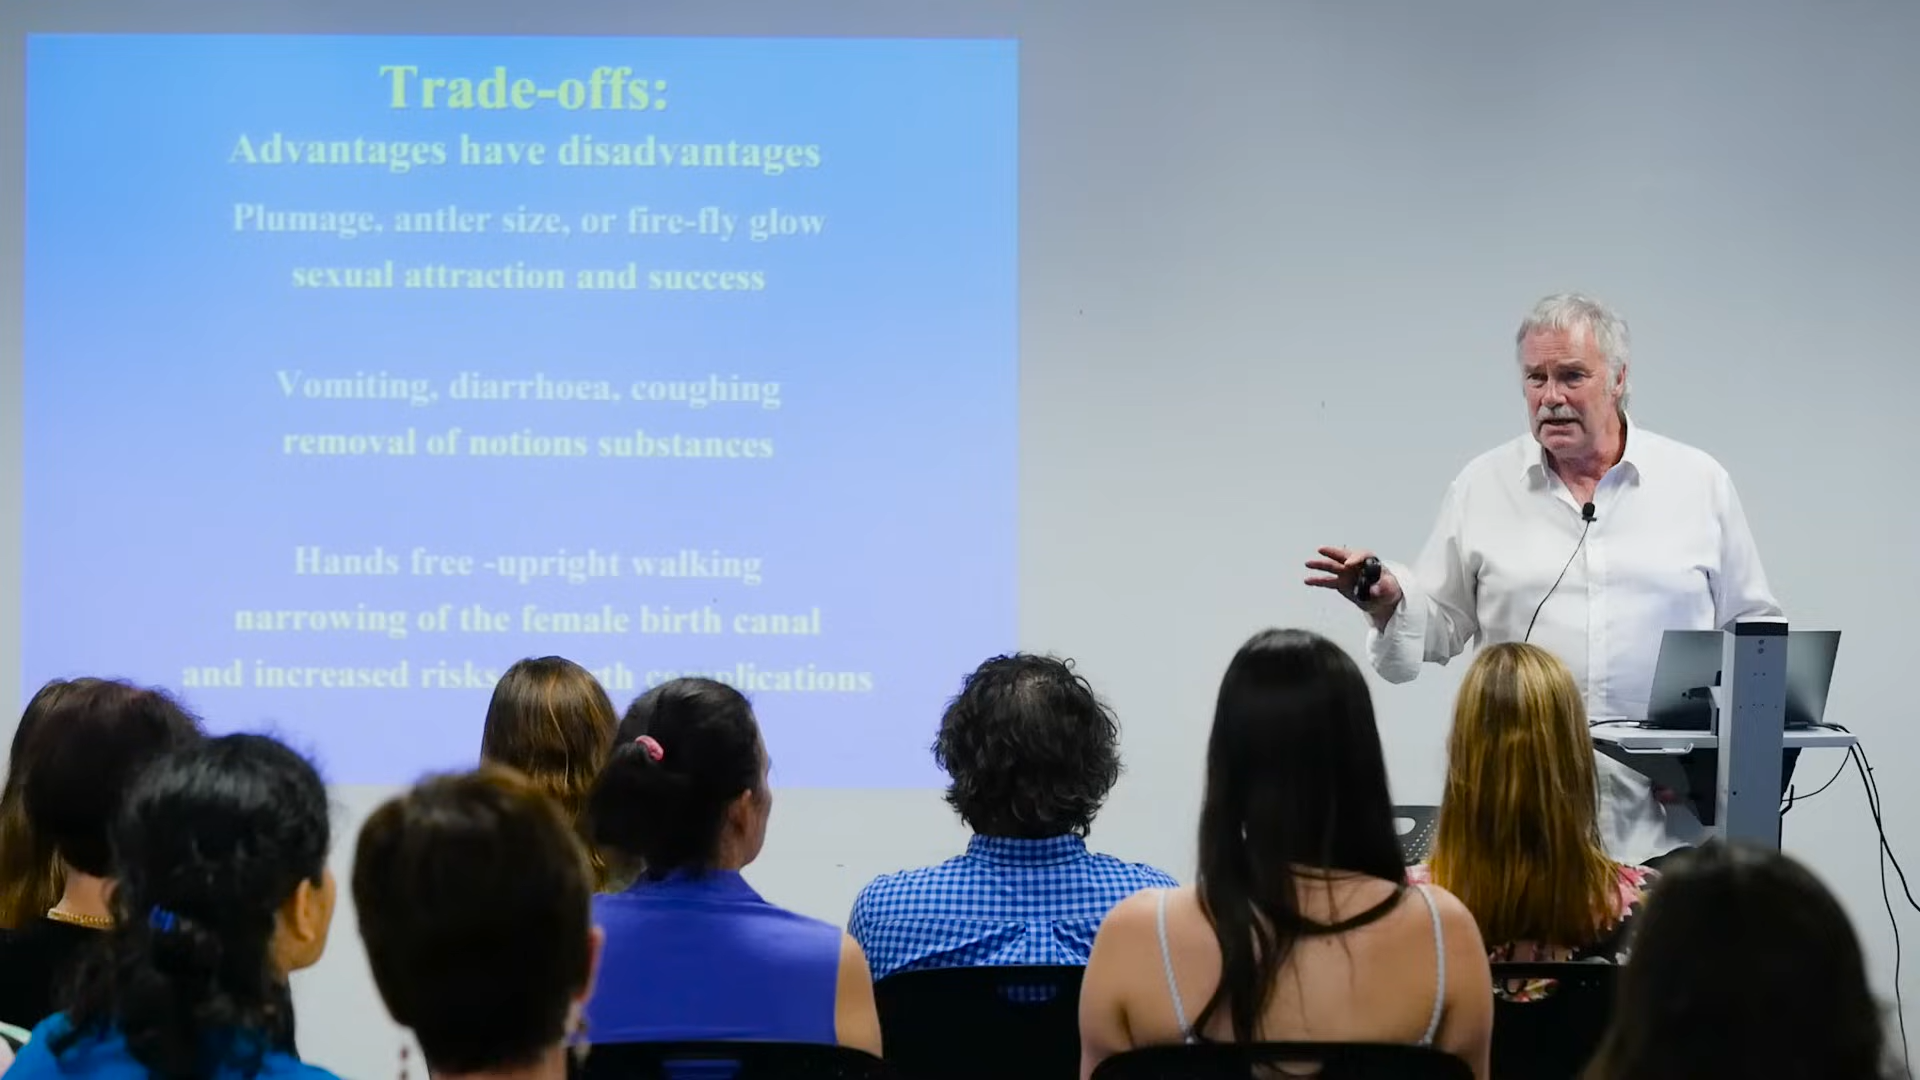 Trade-offs:
Advantages have disadvantages
Plumage, antler size, or fire-fly glow
sexual attraction and success
Vomiting, diarrhoea, coughing
removal of notions substances
Hands free -upright walking
narrowing of the female birth canal
and increased risks complications